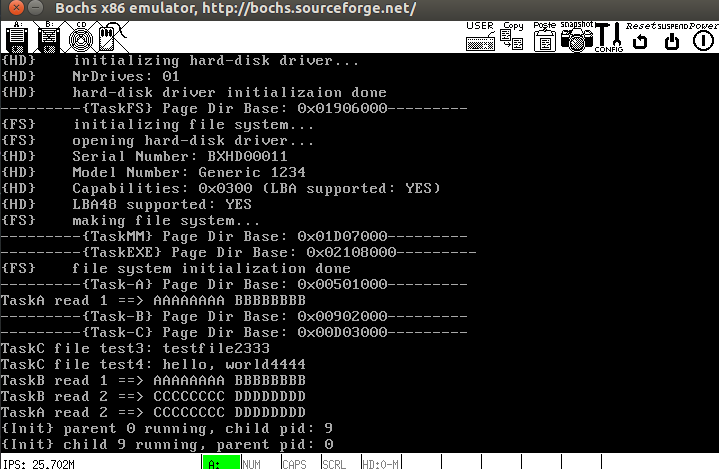 Bochs x86 emulator, http://bochs.sourceforge.net/
A: B: CD USER Copy Paste snapshot CONFIG Reset SUSPEND Power
{HD} initializing hard-disk driver...
{HD} NrDrives: 01
{HD} hard-disk driver initializaion done
---------{TaskFS} Page Dir Base: 0x01906000---------
{FS} initializing file system...
{FS} opening hard-disk driver...
{HD} Serial Number: BXHD00011
{HD} Model Number: Generic 1234
{HD} Capabilities: 0x0300 (LBA supported: YES)
{HD} LBA48 supported: YES
{FS} making file system...
---------{TaskMM} Page Dir Base: 0x01D07000---------
---------{TaskEXE} Page Dir Base: 0x02108000---------
{FS} file system initialization done
---------{Task-A} Page Dir Base: 0x00501000---------
TaskA read 1 ==> AAAAAAAA BBBBBBBB
---------{Task-B} Page Dir Base: 0x00902000---------
---------{Task-C} Page Dir Base: 0x00D03000---------
TaskC file test3: testfile2333
TaskC file test4: hello, world4444
TaskB read 1 ==> AAAAAAAA BBBBBBBB
TaskB read 2 ==> CCCCCCCC DDDDDDDD
TaskA read 2 ==> CCCCCCCC DDDDDDDD
{Init} parent 0 running, child pid: 9
{Init} child 9 running, parent pid: 0
IPS: 25.702M A: NUM CAPS SCRL HD:0-M